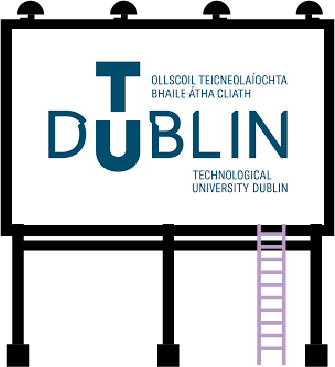 OLLSCOIL TEICNEOLAÍOCHTA
BHAILE ÁTHA CLIATH
TU DUBLIN
TECHNOLOGICAL
UNIVERSITY DUBLIN